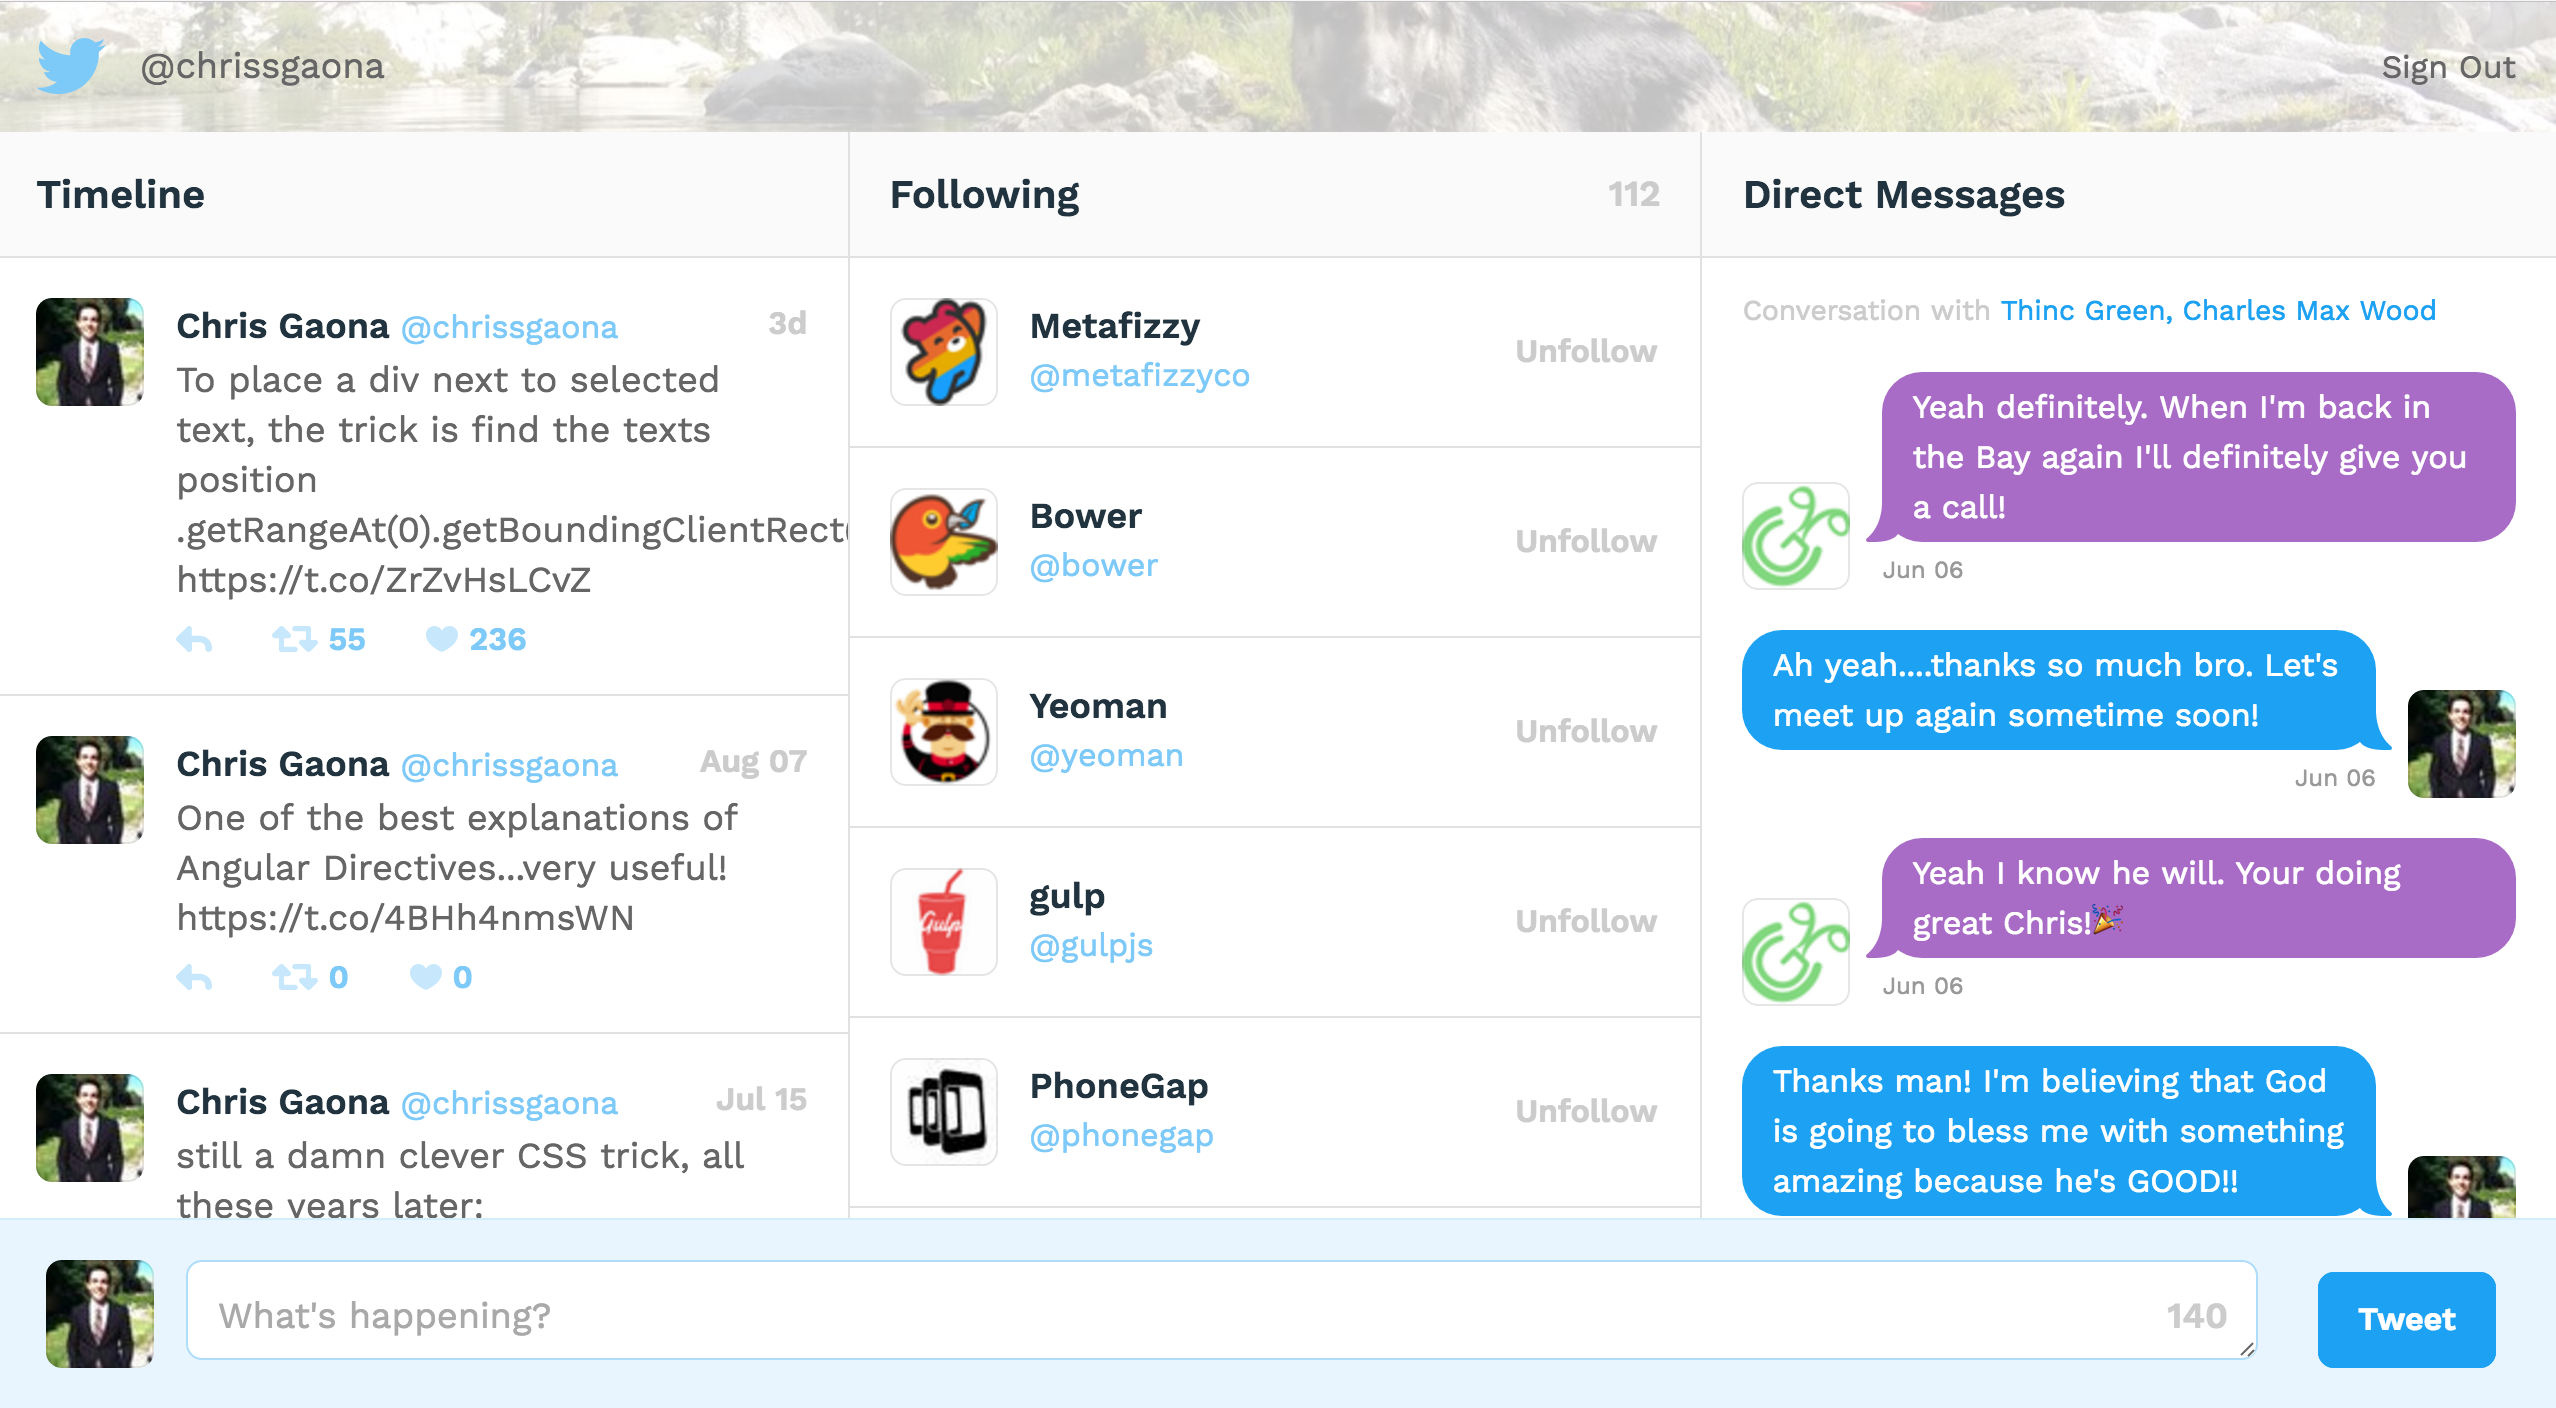 @chrissgaona
Sign Out
Timeline
Chris Gaona @chrissgaona 3d
To place a div next to selected
text, the trick is find the texts
position
.getRangeAt(0).getBoundingClientRect(
https://t.co/ZrZvHsLCvZ
55 236
Chris Gaona @chrissgaona Aug 07
One of the best explanations of
Angular Directives...very useful!
https://t.co/4BHh4nmsWN
0 0
Chris Gaona @chrissgaona Jul 15
still a damn clever CSS trick, all
these years later:
Following 112
Metafizzy
@metafizzyco
Unfollow
Bower
@bower
Unfollow
Yeoman
@yeoman
Unfollow
Gulp
gulp
@gulpjs
Unfollow
PhoneGap
@phonegap
Unfollow
Direct Messages
Conversation with Thinc Green, Charles Max Wood
Yeah definitely. When I'm back in
the Bay again I'll definitely give you
a call!
Jun 06
Ah yeah....thanks so much bro. Let's
meet up again sometime soon!
Jun 06
Yeah I know he will. Your doing
great Chris!🎉
Jun 06
Thanks man! I'm believing that God
is going to bless me with something
amazing because he's GOOD!!
What's happening?
140
Tweet